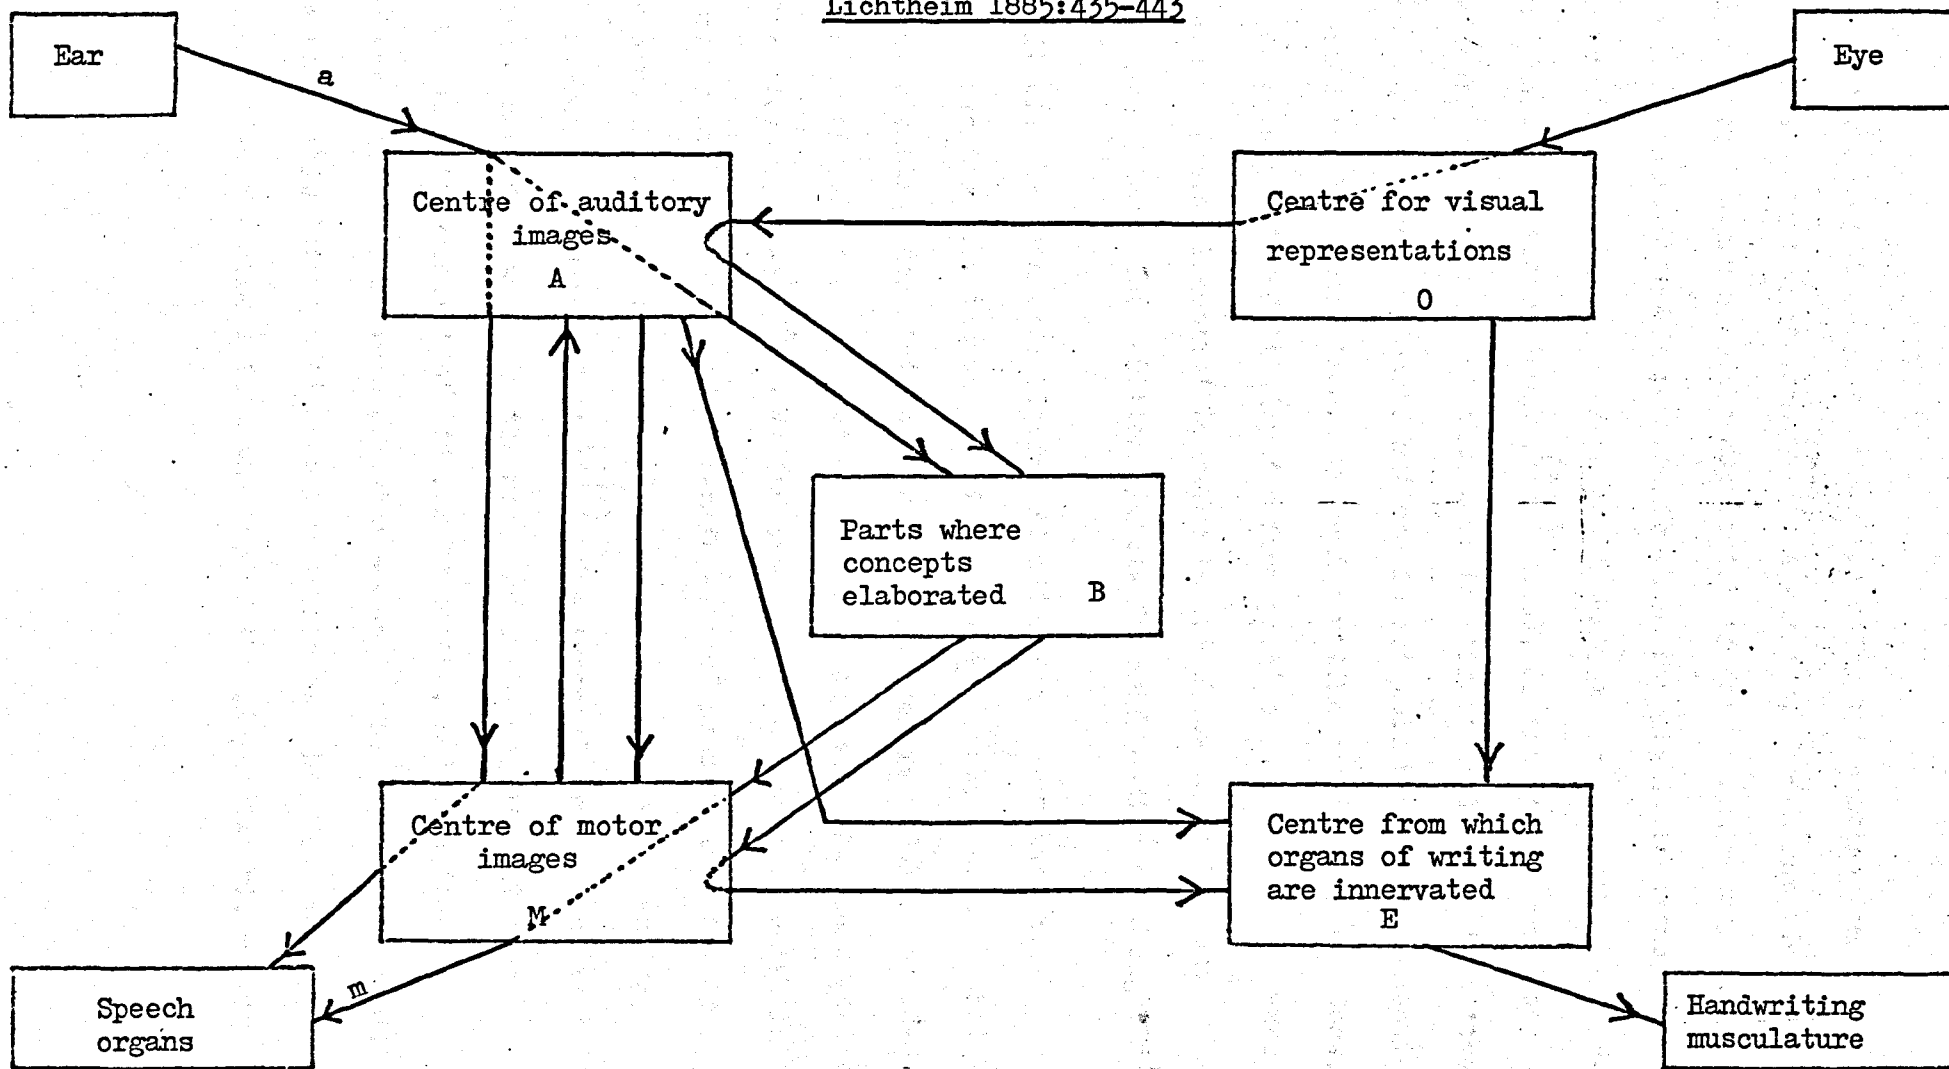 Lichtheim 1885:435-443
Ear
Eye
a
Centre of auditory
images
A
Centre for visual
representations
O
Parts where
concepts
elaborated B
Centre of motor
images
M
Centre from which
organs of writing
are innervated
E
m
Speech
organs
Handwriting
musculature